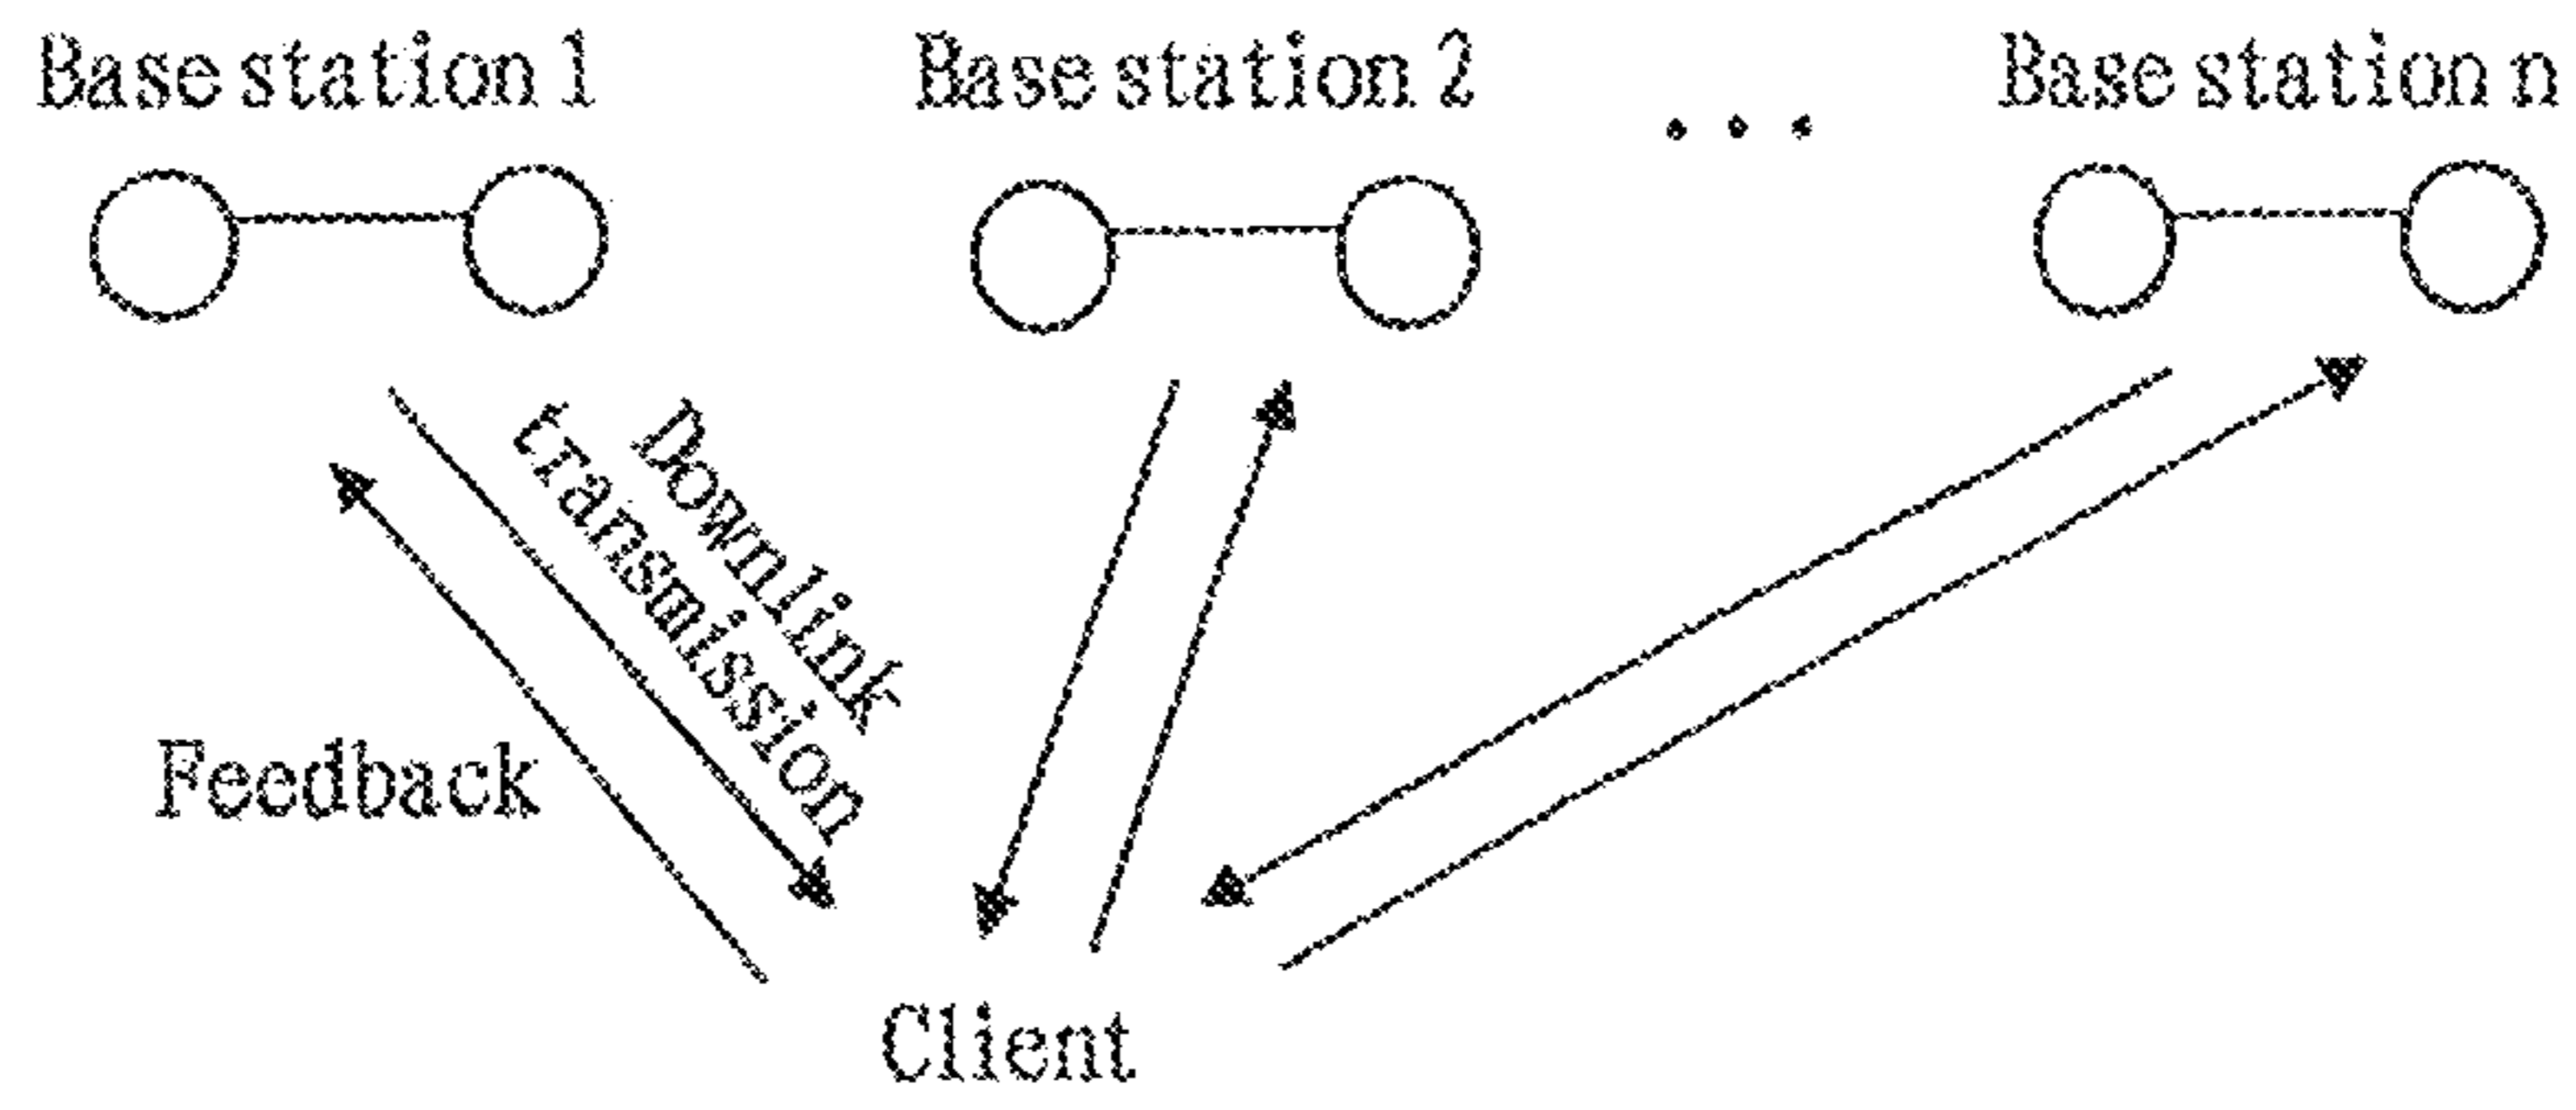 Base station 1
Base station 2
...
Base station n
Downlink
transmission
Feedback
Client